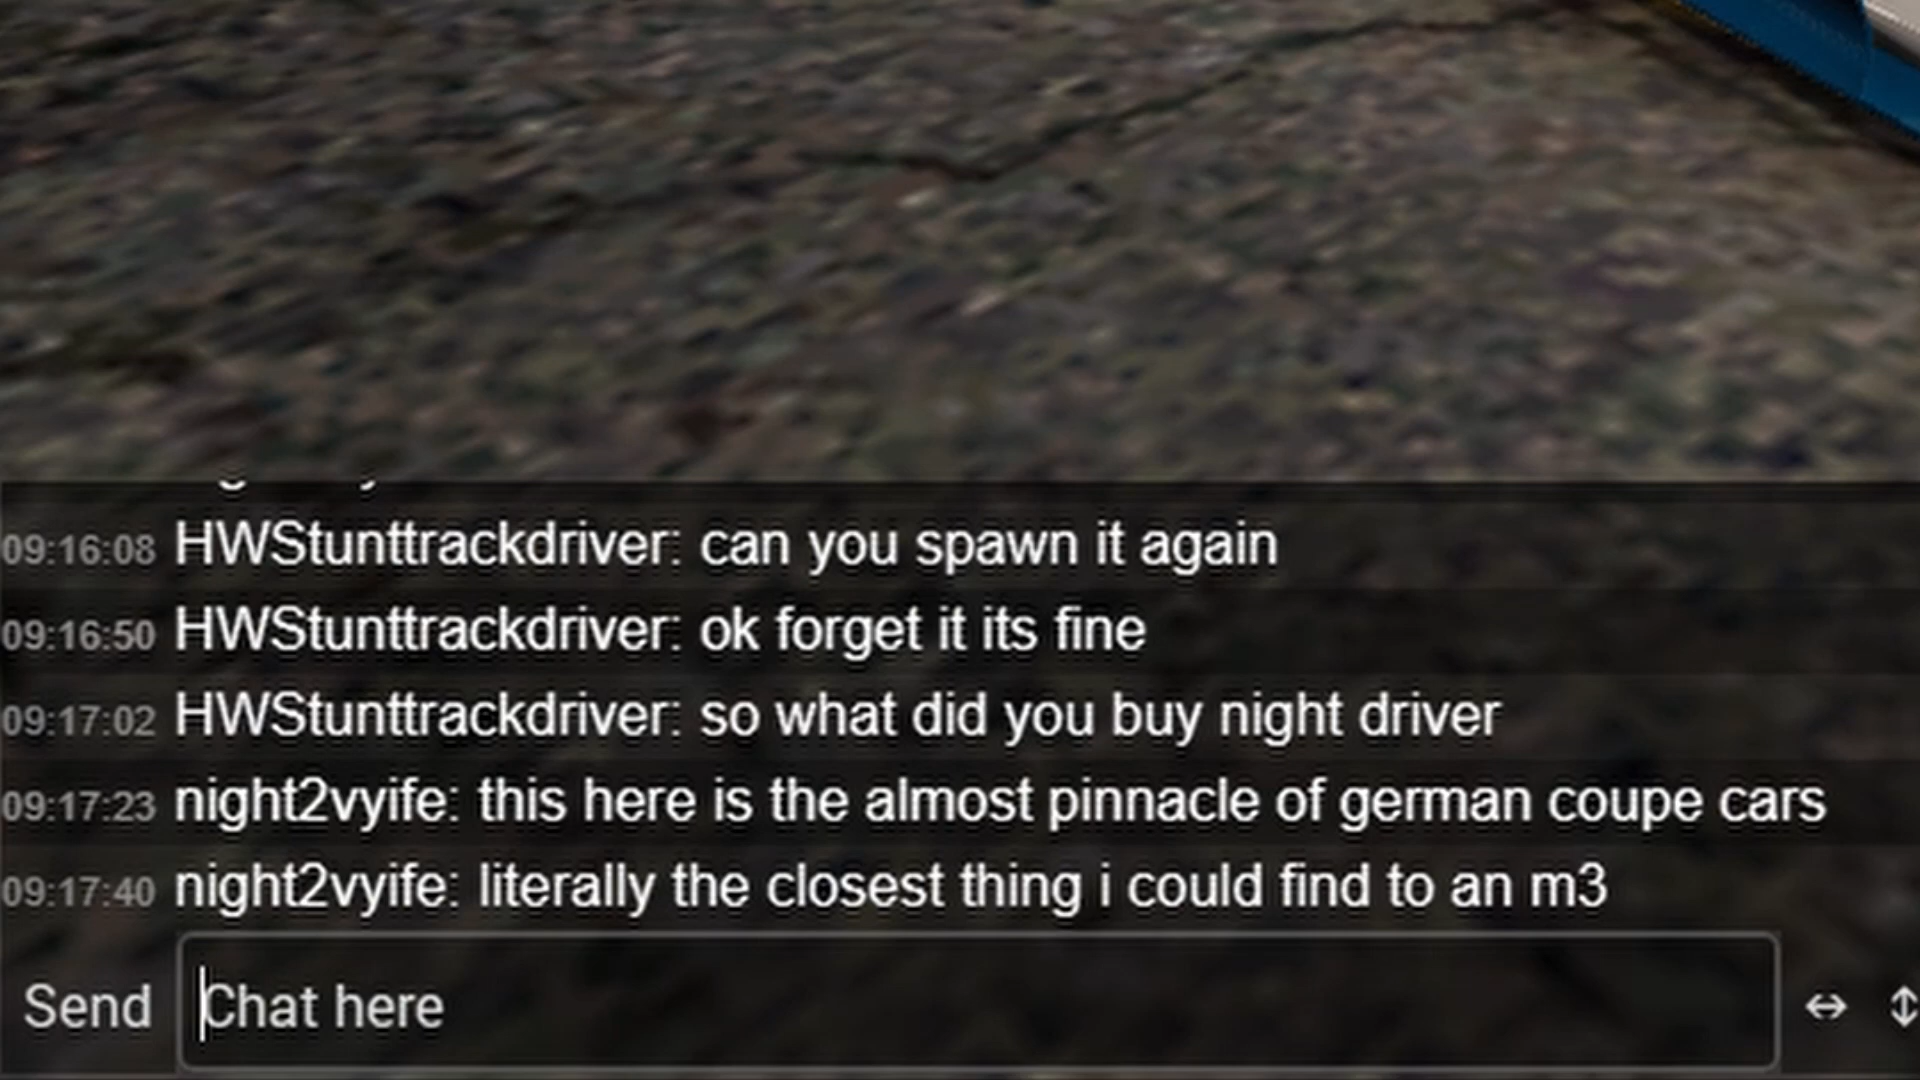 09:16:08 HWStunttrackdriver: can you spawn it again
09:16:50 HWStunttrackdriver: ok forget it its fine
09:17:02 HWStunttrackdriver: so what did you buy night driver
09:17:23 night2vyife: this here is the almost pinnacle of german coupe cars
09:17:40 night2vyife: literally the closest thing i could find to an m3
Send Chat here